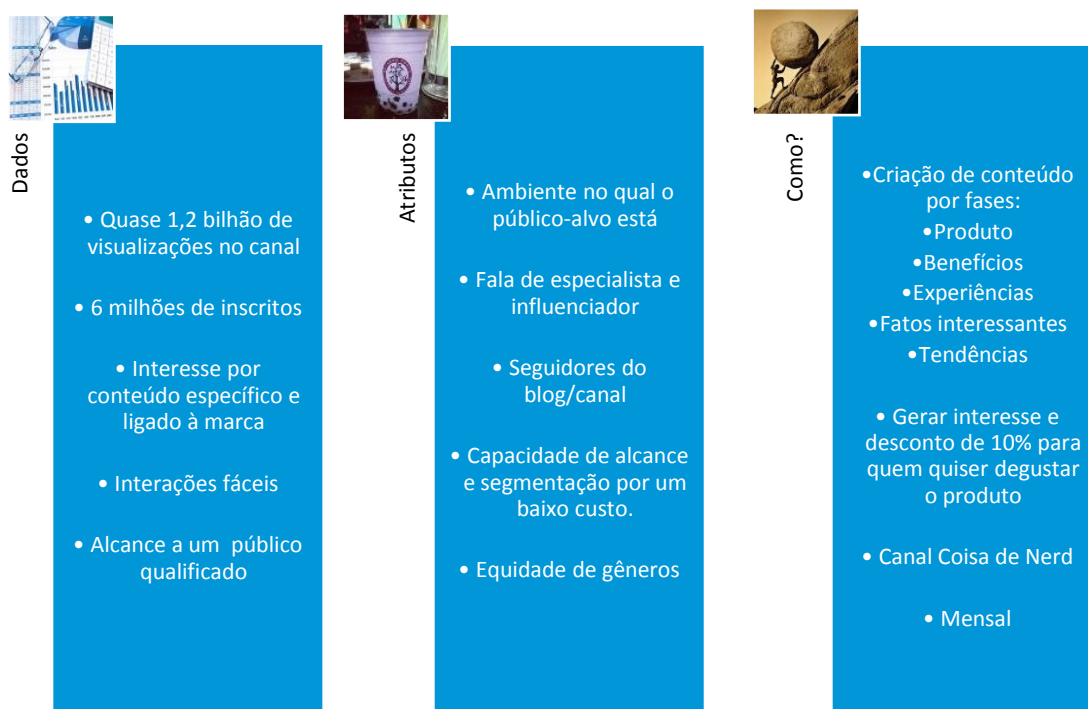 Dados
• Quase 1,2 bilhão de
visualizações no canal
• 6 milhões de inscritos
• Interesse por
conteúdo específico e
ligado à marca
• Interações fáceis
• Alcance a um público
qualificado
Atributos
• Ambiente no qual o
público-alvo está
• Fala de especialista e
influenciador
• Seguidores do
blog/canal
• Capacidade de alcance
e segmentação por um
baixo custo.
• Equidade de gêneros
Como?
•Criação de conteúdo
por fases:
•Produto
•Benefícios
•Experiências
•Fatos interessantes
•Tendências
• Gerar interesse e
desconto de 10% para
quem quiser degustar
o produto
• Canal Coisa de Nerd
• Mensal